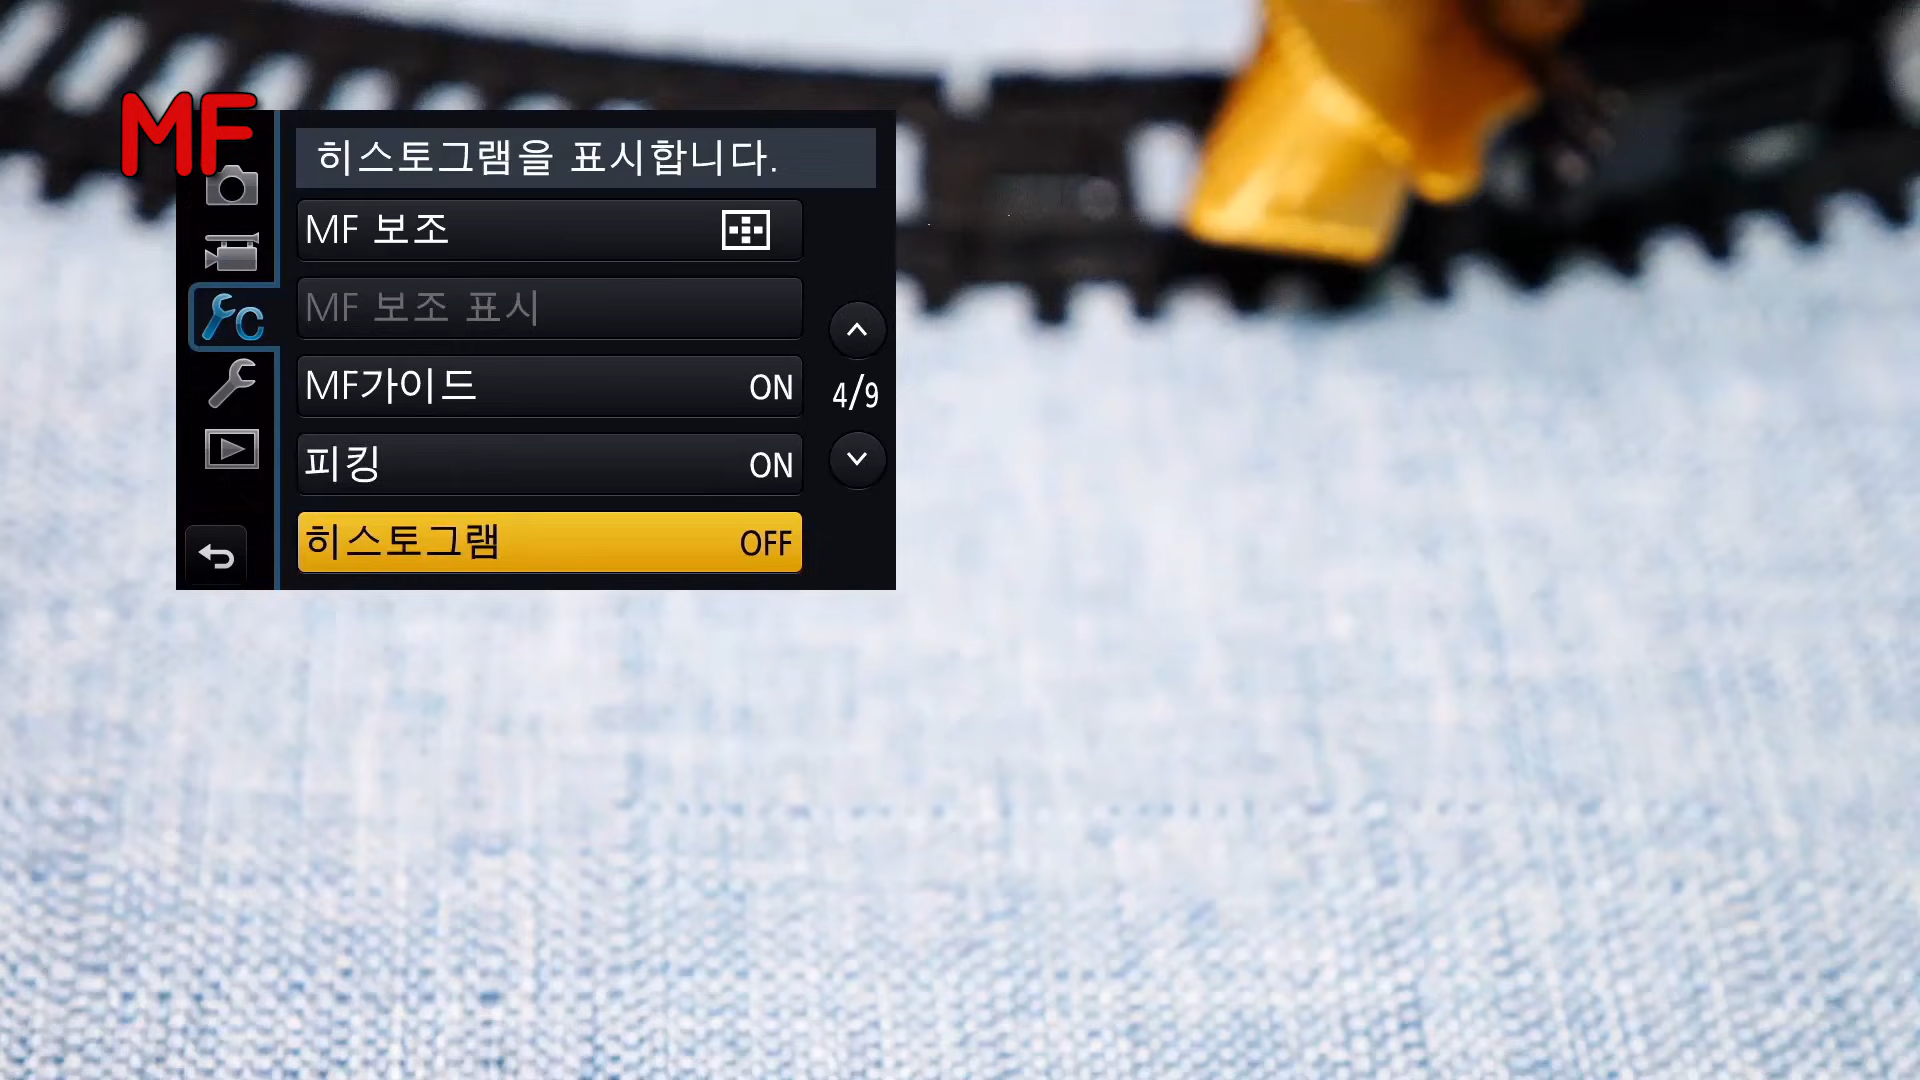 MF
히스토그램을 표시합니다.
MF 보조
MF 보조 표시
MF가이드 ON
피킹 ON
히스토그램 OFF
4/9
C